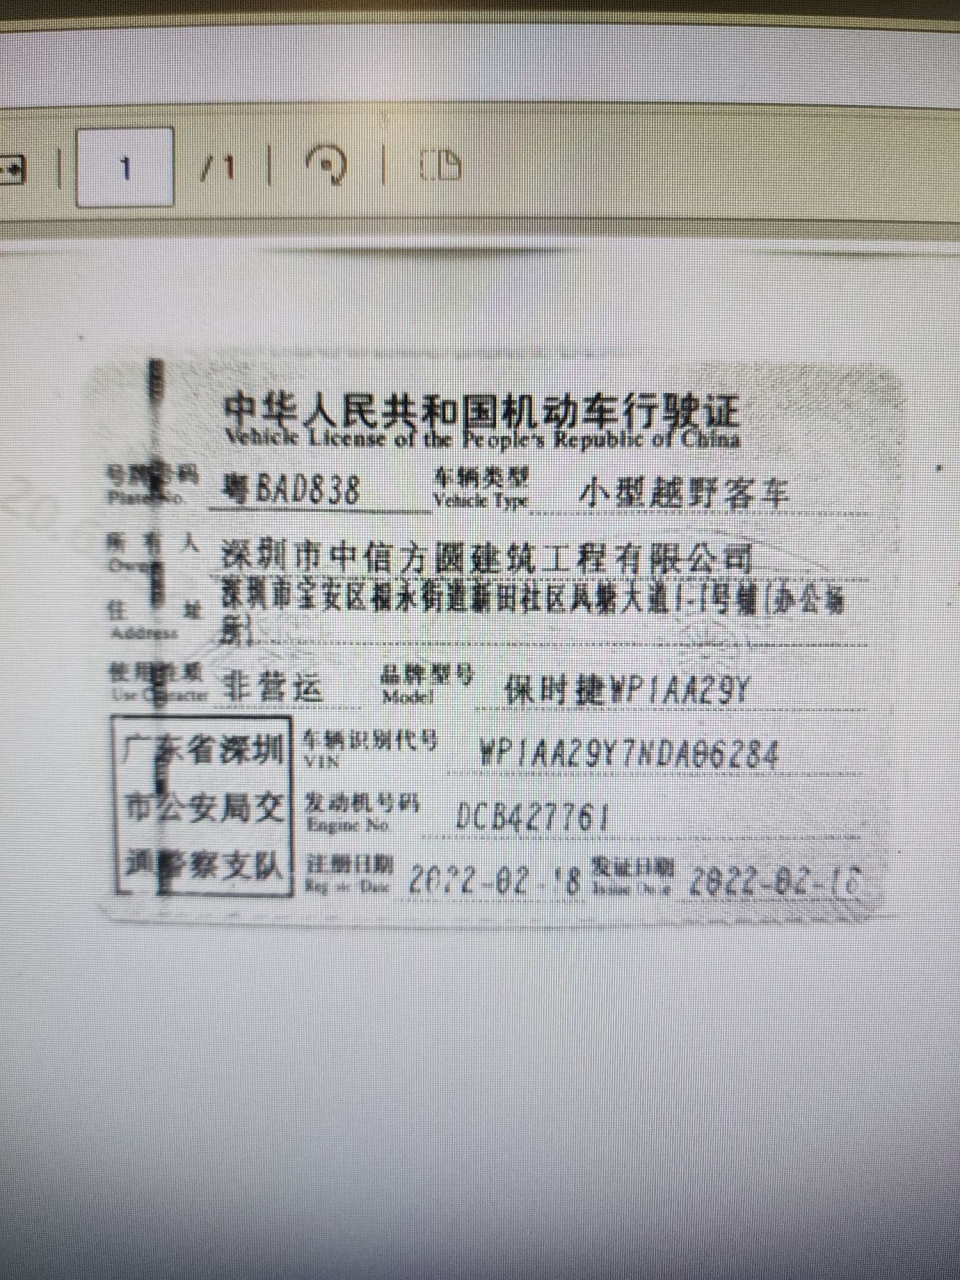 1 / 1
中华人民共和国机动车行驶证
Vehicle License of the People's Republic of China
号牌号码 粤BAD838 车辆类型 小型越野客车
Plate No. Vehicle Type
所有人 深圳市中信方圆建筑工程有限公司
Owner
住址 深圳市宝安区福永街道新田社区凤塘大道1-1号铺(办公场
Address 所)
使用性质 非营运 品牌型号 保时捷WP1AA29Y
Use Character Model
广东省深圳 车辆识别代号 WP1AA29Y7NDA06284
VIN
市公安局交 发动机号码 DCB427761
Engine No.
通警察支队 注册日期 2022-02-18 发证日期 2022-02-18